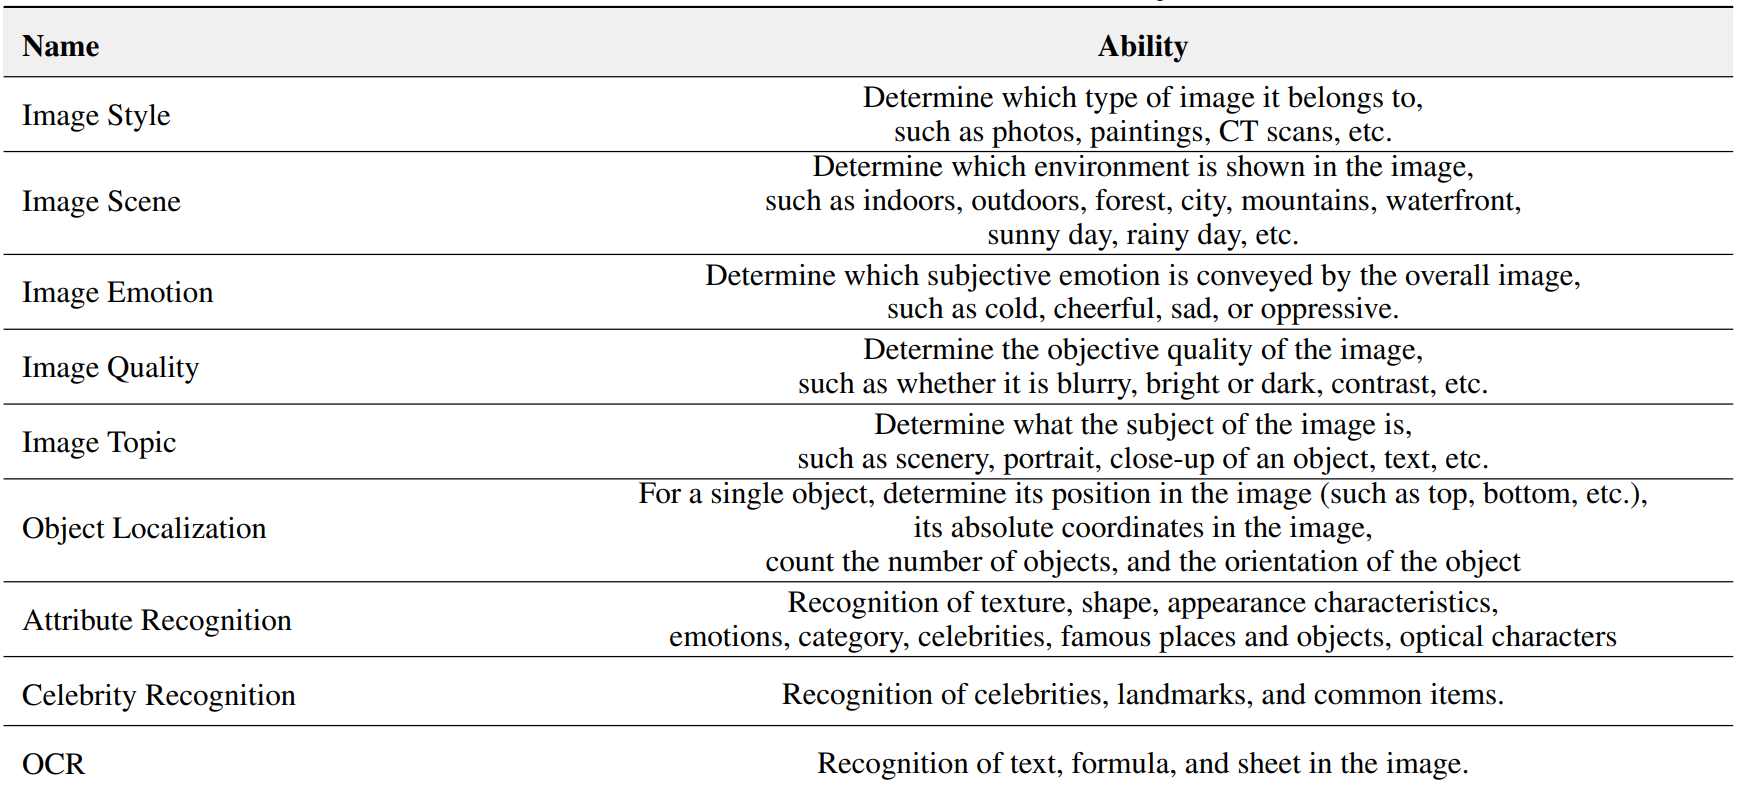 Name Ability
Image Style
Determine which type of image it belongs to,
such as photos, paintings, CT scans, etc.
Image Scene
Determine which environment is shown in the image,
such as indoors, outdoors, forest, city, mountains, waterfront,
sunny day, rainy day, etc.
Image Emotion
Determine which subjective emotion is conveyed by the overall image,
such as cold, cheerful, sad, or oppressive.
Image Quality
Determine the objective quality of the image,
such as whether it is blurry, bright or dark, contrast, etc.
Image Topic
Determine what the subject of the image is,
such as scenery, portrait, close-up of an object, text, etc.
Object Localization
For a single object, determine its position in the image (such as top, bottom, etc.),
its absolute coordinates in the image,
count the number of objects, and the orientation of the object
Attribute Recognition
Recognition of texture, shape, appearance characteristics,
emotions, category, celebrities, famous places and objects, optical characters
Celebrity Recognition Recognition of celebrities, landmarks, and common items.
OCR Recognition of text, formula, and sheet in the image.